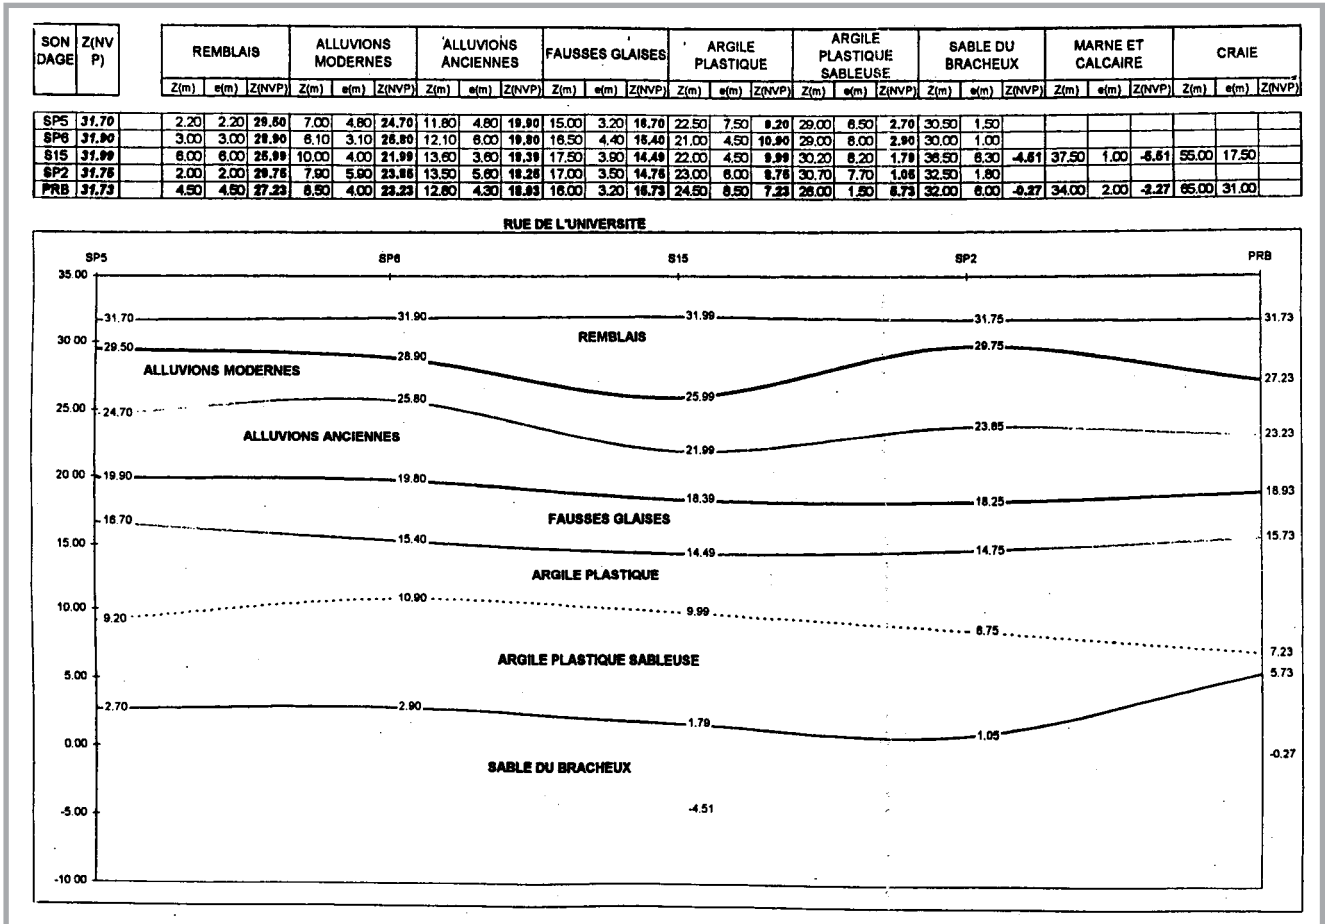 SON DAGE Z(NV P) REMBLAIS ALLUVIONS MODERNES ALLUVIONS ANCIENNES FAUSSES GLAISES ARGILE PLASTIQUE ARGILE PLASTIQUE SABLEUSE SABLE DU BRACHEUX MARNE ET CALCAIRE CRAIE
Z(m) e(m) Z(NVP) Z(m) e(m) Z(NVP) Z(m) e(m) Z(NVP) Z(m) e(m) Z(NVP) Z(m) e(m) Z(NVP) Z(m) e(m) Z(NVP) Z(m) e(m) Z(NVP) Z(m) e(m) Z(NVP) Z(m) e(m) Z(NVP)
SP5 31.70 2.20 2.20 29.50 7.00 4.80 24.70 11.80 4.80 19.90 15.00 3.20 16.70 22.50 7.50 9.20 29.00 6.50 2.70 30.50 1.50
SP6 31.90 3.00 3.00 28.90 6.10 3.10 25.80 12.10 6.00 19.80 16.50 4.40 15.40 21.00 4.50 10.90 29.00 8.00 2.90 30.00 1.00
S15 31.99 6.00 6.00 25.99 10.00 4.00 21.99 13.60 3.60 18.39 17.50 3.90 14.49 22.00 4.50 9.99 30.20 8.20 1.79 36.50 6.30 -4.51 37.50 1.00 -5.51 55.00 17.50
SP2 31.75 2.00 2.00 29.75 7.90 5.90 23.85 13.50 5.60 18.25 17.00 3.50 14.75 23.00 6.00 8.75 30.70 7.70 1.05 32.50 1.80
PRB 31.73 4.50 4.50 27.23 8.50 4.00 23.23 12.80 4.30 18.93 16.00 3.20 15.73 24.50 8.50 7.23 26.00 1.50 5.73 32.00 6.00 -0.27 34.00 2.00 -2.27 65.00 31.00
RUE DE L'UNIVERSITE
SP5 SP6 S15 SP2 PRB
35.00
31.70 31.90 31.99 31.75 31.73
REMBLAIS
30.00
29.50 28.90 25.99 29.75 27.23
ALLUVIONS MODERNES
25.00
24.70 25.80 21.99 23.85 23.23
ALLUVIONS ANCIENNES
20.00
19.90 19.80 18.39 18.25 18.93
FAUSSES GLAISES
16.70 15.40 14.49 14.75 15.73
15.00
ARGILE PLASTIQUE
10.00
9.20 10.90 9.99 8.75 7.23
ARGILE PLASTIQUE SABLEUSE
5.00
2.70 2.90 1.79 1.05 5.73
0.00
-0.27
SABLE DU BRACHEUX
-5.00
-4.51
-10.00